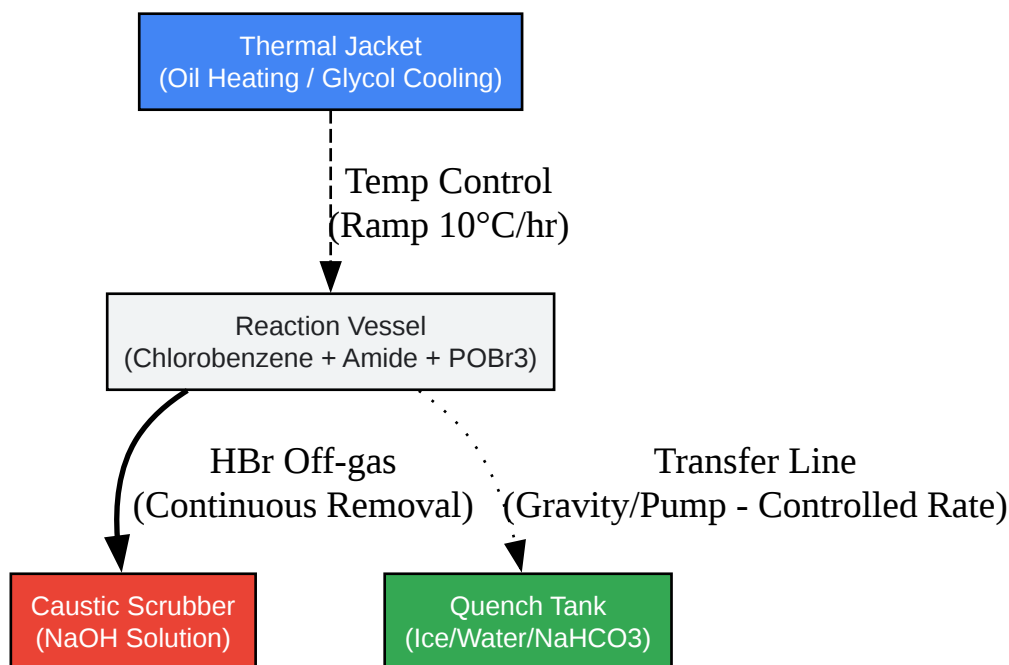 Thermal Jacket
(Oil Heating / Glycol Cooling)
Temp Control
(Ramp 10°C/hr)
Reaction Vessel
(Chlorobenzene + Amide + POBr3)
HBr Off-gas
(Continuous Removal)
Transfer Line
(Gravity/Pump - Controlled Rate)
Caustic Scrubber
(NaOH Solution)
Quench Tank
(Ice/Water/NaHCO3)